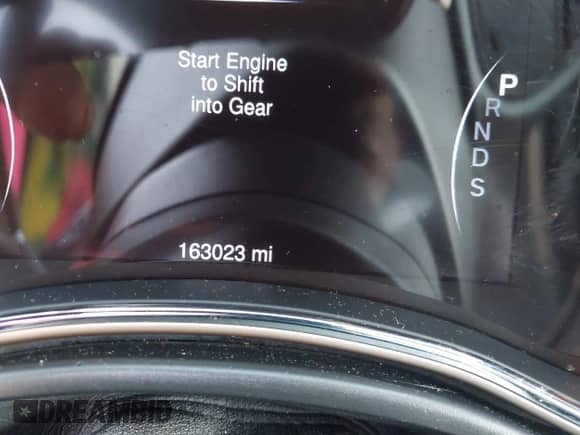 Start Engine
to Shift
into Gear
P
R
N
D
S
163023 mi
DREAMBID